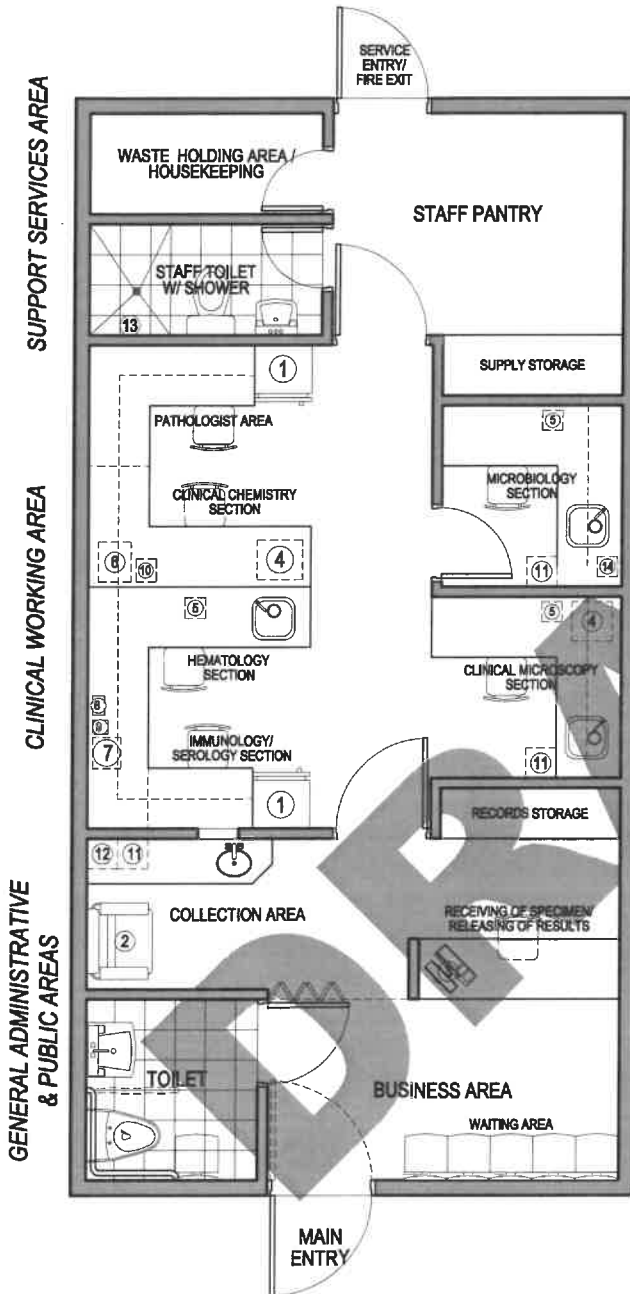 SERVICE
ENTRY/
FIRE EXIT
SUPPORT SERVICES AREA
WASTE HOLDING AREA /
HOUSEKEEPING
STAFF PANTRY
STAFF TOILET
W/ SHOWER
13
SUPPLY STORAGE
CLINICAL WORKING AREA
1
PATHOLOGIST AREA
5
CLINICAL CHEMISTRY
SECTION
MICROBIOLOGY
SECTION
6
10
4
11
14
5
5
4
HEMATOLOGY
SECTION
CLINICAL MICROSCOPY
SECTION
8
9
7
IMMUNOLOGY/
SEROLOGY SECTION
11
1
RECORDS STORAGE
GENERAL ADMINISTRATIVE
& PUBLIC AREAS
12
11
COLLECTION AREA
RECEIVING OF SPECIMEN/
RELEASING OF RESULTS
2
TOILET
BUSINESS AREA
WAITING AREA
MAIN
ENTRY